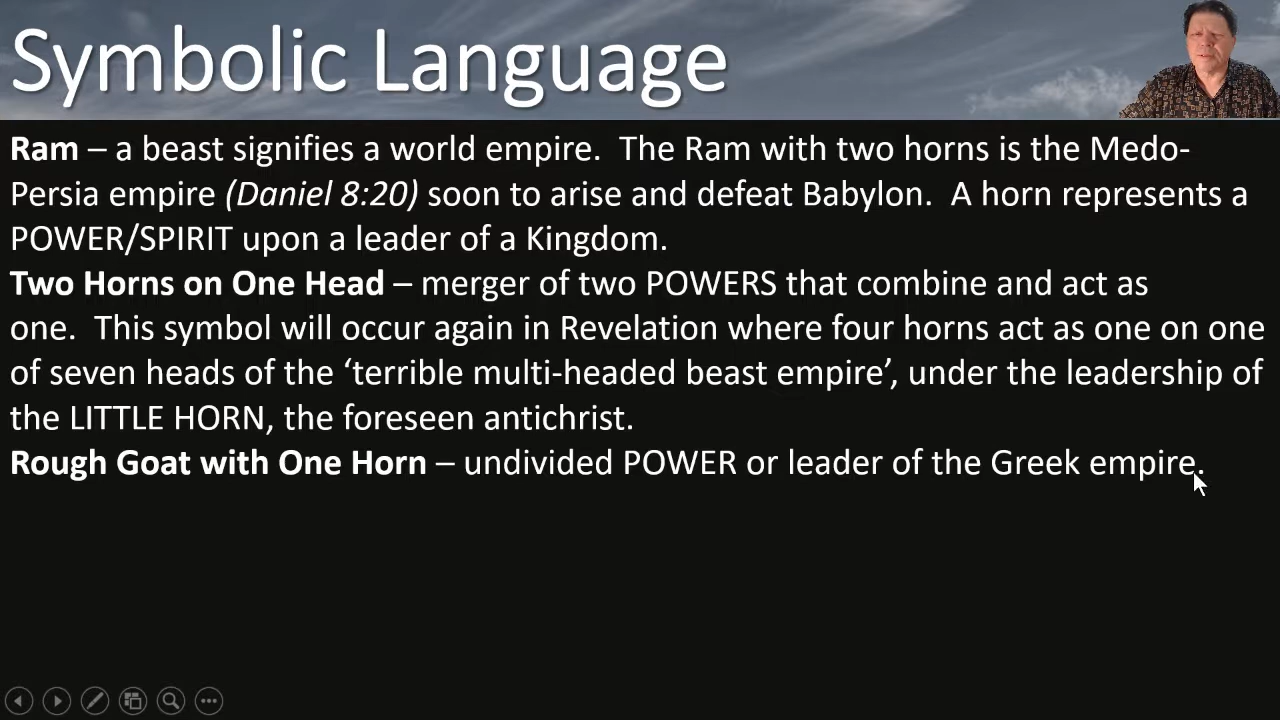 Symbolic Language
Ram – a beast signifies a world empire.  The Ram with two horns is the Medo-
Persia empire (Daniel 8:20) soon to arise and defeat Babylon.  A horn represents a
POWER/SPIRIT upon a leader of a Kingdom.
Two Horns on One Head – merger of two POWERS that combine and act as
one.  This symbol will occur again in Revelation where four horns act as one on one
of seven heads of the ‘terrible multi-headed beast empire’, under the leadership of
the LITTLE HORN, the foreseen antichrist.
Rough Goat with One Horn – undivided POWER or leader of the Greek empire.